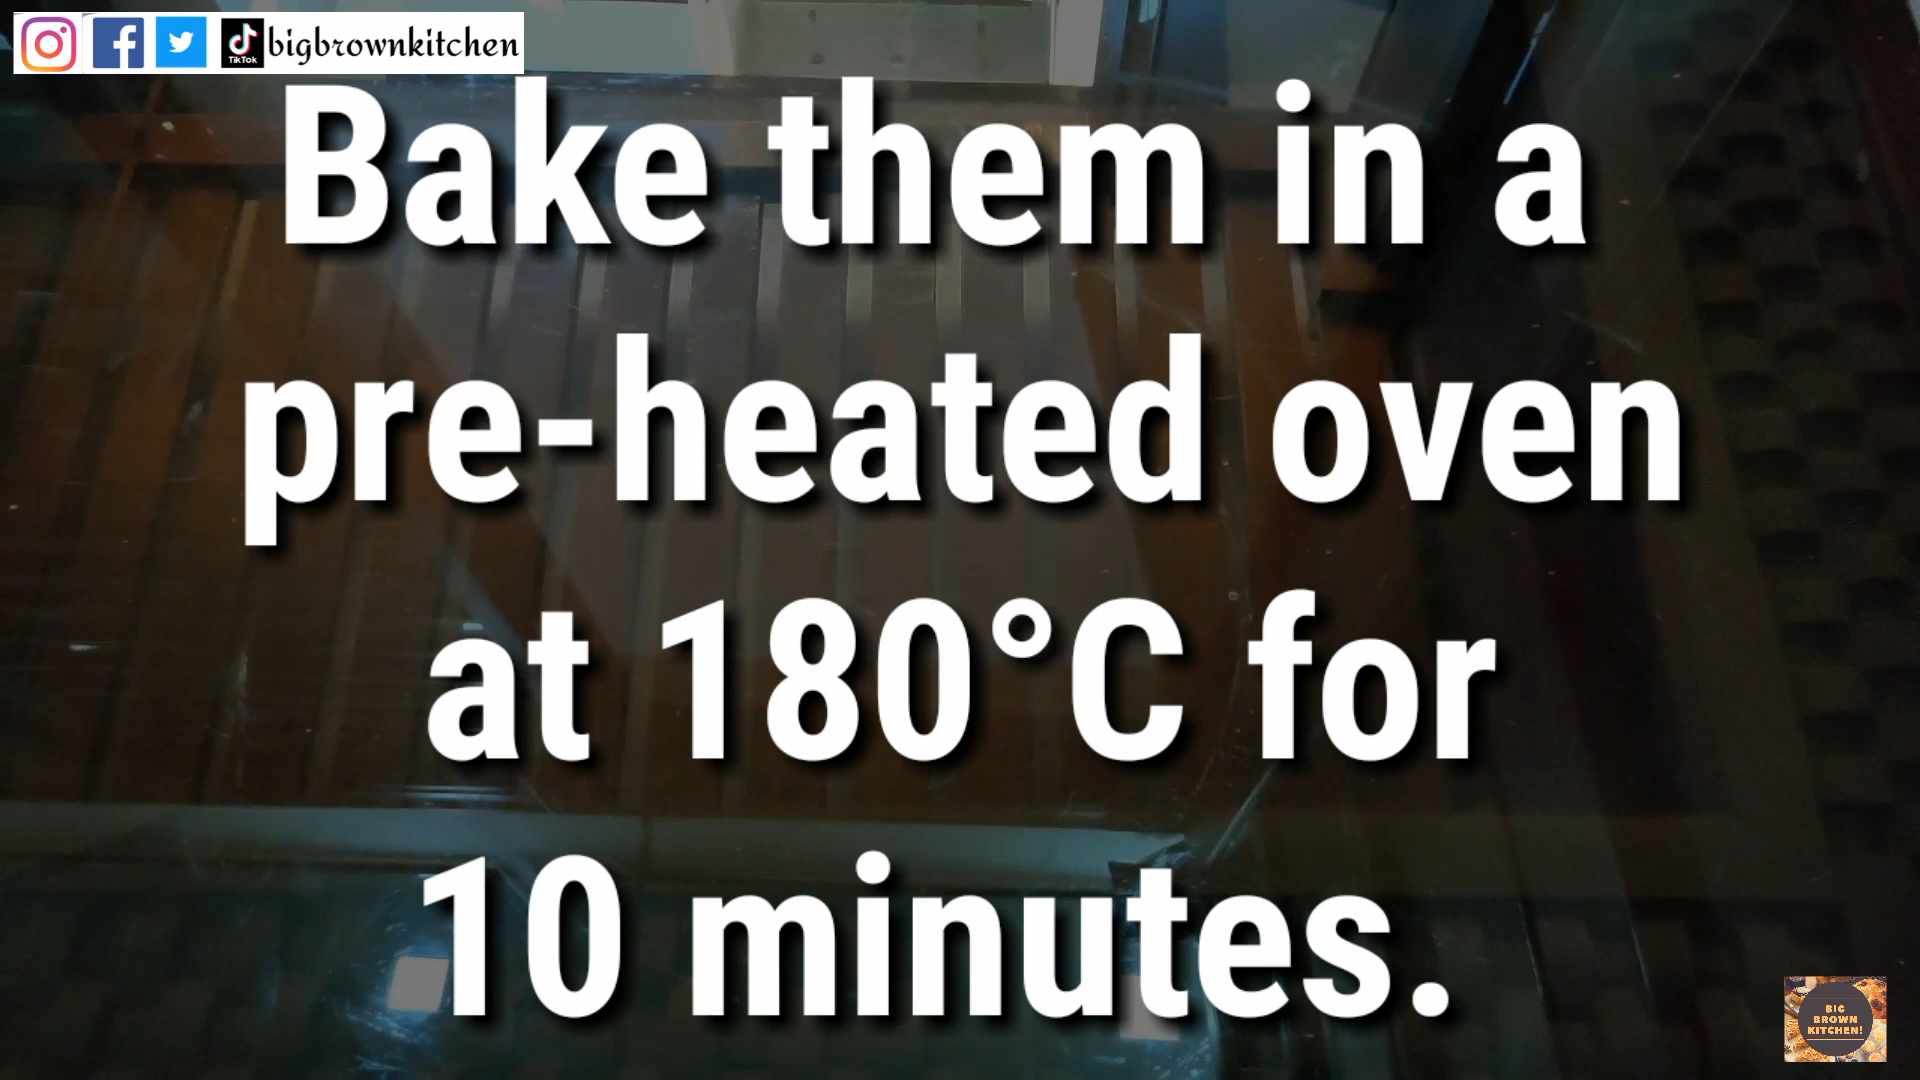 TikTok bigbrownkitchen
Bake them in a
pre-heated oven
at 180°C for
10 minutes.
BIG
BROWN
KITCHEN!